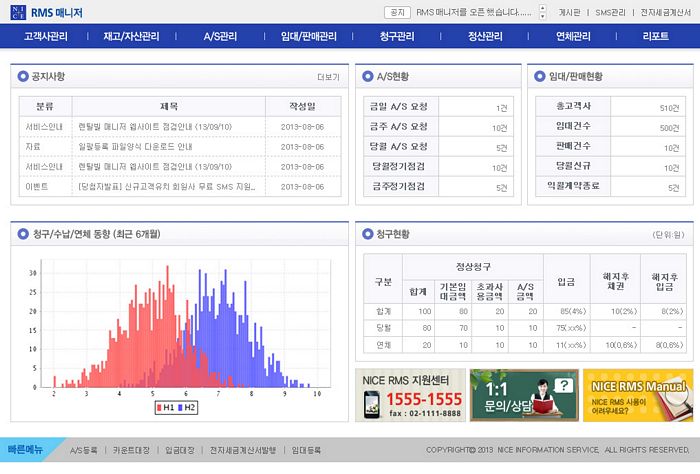 NICE RMS 매니저
공지 RMS 매니저를 오픈 했습니다......
게시판 | SMS관리 | 전자세금계산서
고객사관리 재고/자산관리 A/S관리 임대/판매관리 청구관리 정산관리 연체관리 리포트
공지사항 더보기
분류 제목 작성일
서비스안내 렌탈빌 매니저 웹사이트 점검안내 (13/09/10) 2013-08-06
자료 일괄등록 파일양식 다운로드 안내 2013-08-06
서비스안내 렌탈빌 매니저 웹사이트 점검안내 (13/09/10) 2013-08-06
이벤트 [당첨자발표] 신규고객유치 회원사 무료 SMS 지원... 2013-08-06
A/S현황
금일 A/S 요청 1건
금주 A/S 요청 10건
당월 A/S 요청 5건
당월정기점검 10건
금주정기점검 5건
임대/판매현황
총고객사 510건
임대건수 500건
판매건수 10건
당월신규 10건
익월계약종료 5건
청구/수납/연체 동향 (최근 6개월)
30
25
20
15
10
5
0
2 3 4 5 6 7 8 9 10
H1 H2
청구현황 (단위:원)
구분 정상청구 입금 해지후 채권 해지후 입금
합계 기본임대금액 초과사용금액 A/S 금액
합계 100 80 20 20 85(4%) 10(2%) 8(2%)
당월 80 70 10 10 75(xx%) - -
연체 20 10 10 10 11(xx%) 10(0,6%) 8(0,6%)
NICE RMS 지원센터
1555-1555
fax : 02-1111-8888
1:1
문의/상담
?
NICE RMS Manual
NICE RMS 사용이
어려우세요?
빠른메뉴 A/S등록 | 카운트대장 | 입금대장 | 전자세금계산서발행 | 임대등록
COPYRIGHT© 2013 NICE INFORMATION SERVICE, ALL RIGHTS RESERVED.